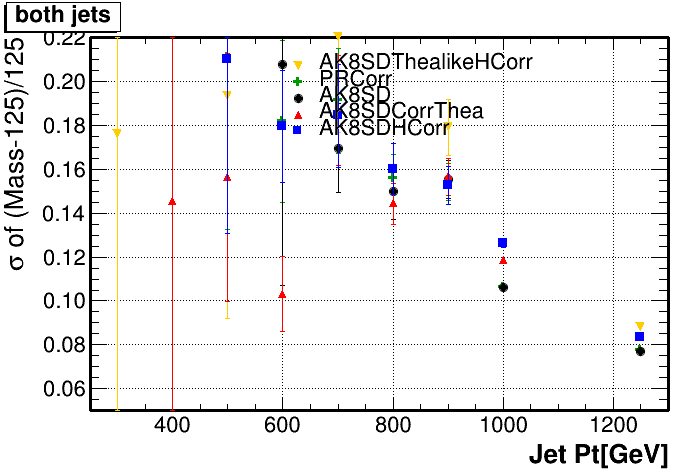 both jets
σ of (Mass-125)/125
0.22
0.20
0.18
0.16
0.14
0.12
0.10
0.08
0.06
AK8SDThealikeHCorr
PRCorr
AK8SD
AK8SDCorrThea
AK8SDHCorr
400 600 800 1000 1200
Jet Pt[GeV]